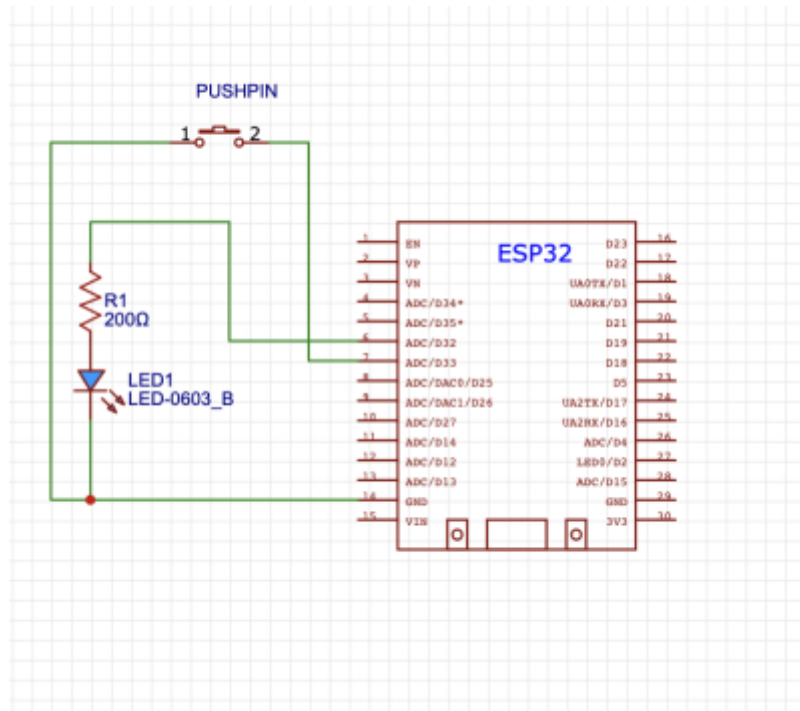 PUSHPIN
1 2
R1
200Ω
LED1
LED-0603_B
ESP32
1 EN D23 16
2 VP D22 17
3 VN UA0TX/D1 18
4 ADC/D34* UA0RX/D3 19
5 ADC/D35* D21 20
6 ADC/D32 D19 21
7 ADC/D33 D18 22
8 ADC/DAC0/D25 D5 23
9 ADC/DAC1/D26 UA2TX/D17 24
10 ADC/D27 UA2RX/D16 25
11 ADC/D14 ADC/D4 26
12 ADC/D12 LED0/D2 27
13 ADC/D13 ADC/D15 28
14 GND GND 29
15 VIN 3V3 30